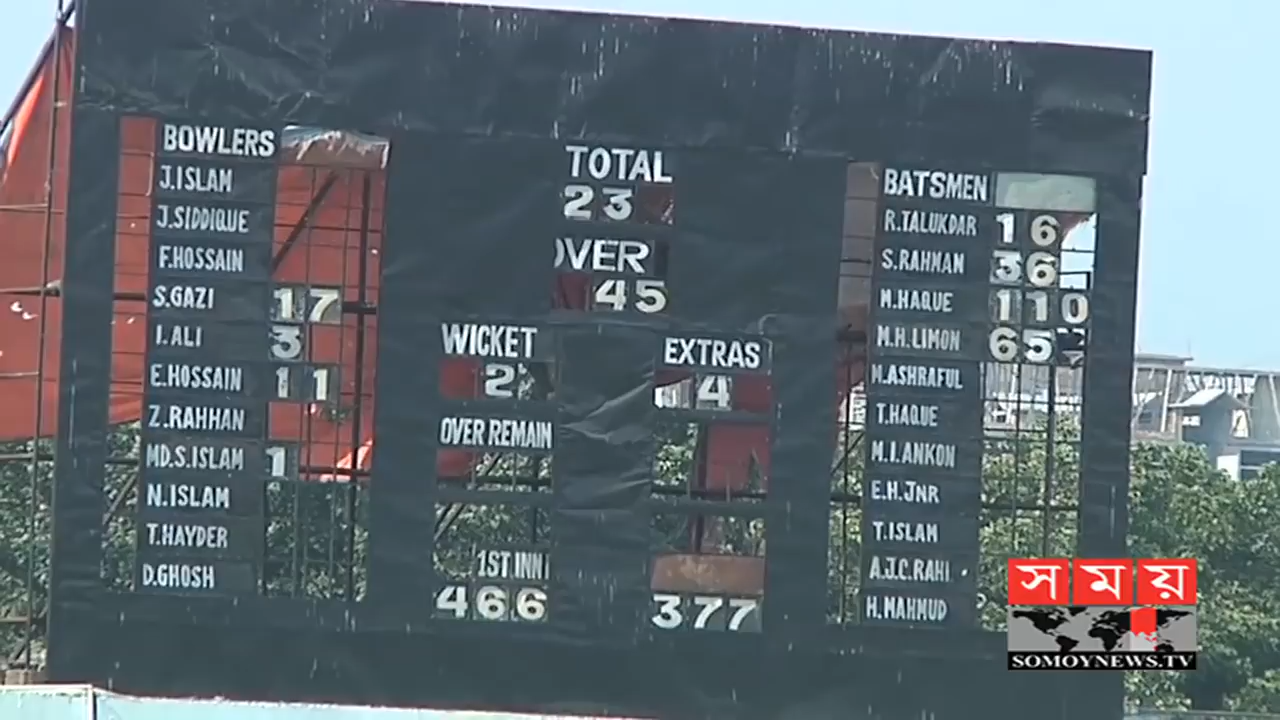 BOWLERS
J.ISLAM
J.SIDDIQUE
F.HOSSAIN
S.GAZI 17
I.ALI 3
E.HOSSAIN 11
Z.RAHHAN
MD.S.ISLAM 1
N.ISLAM
T.HAYDER
D.GHOSH
TOTAL
23
OVER
45
WICKET
2
EXTRAS
4
OVER REMAIN
1ST INN
466
377
BATSMEN
R.TALUKDAR 16
S.RAHMAN 36
M.HAQUE 110
M.H.LIMON 65
M.ASHRAFUL
T.HAQUE
M.I.ANKON
E.H.JNR
T.ISLAM
A.J.C.RAHI
H.MAHMUD
সময়
SOMOYNEWS.TV